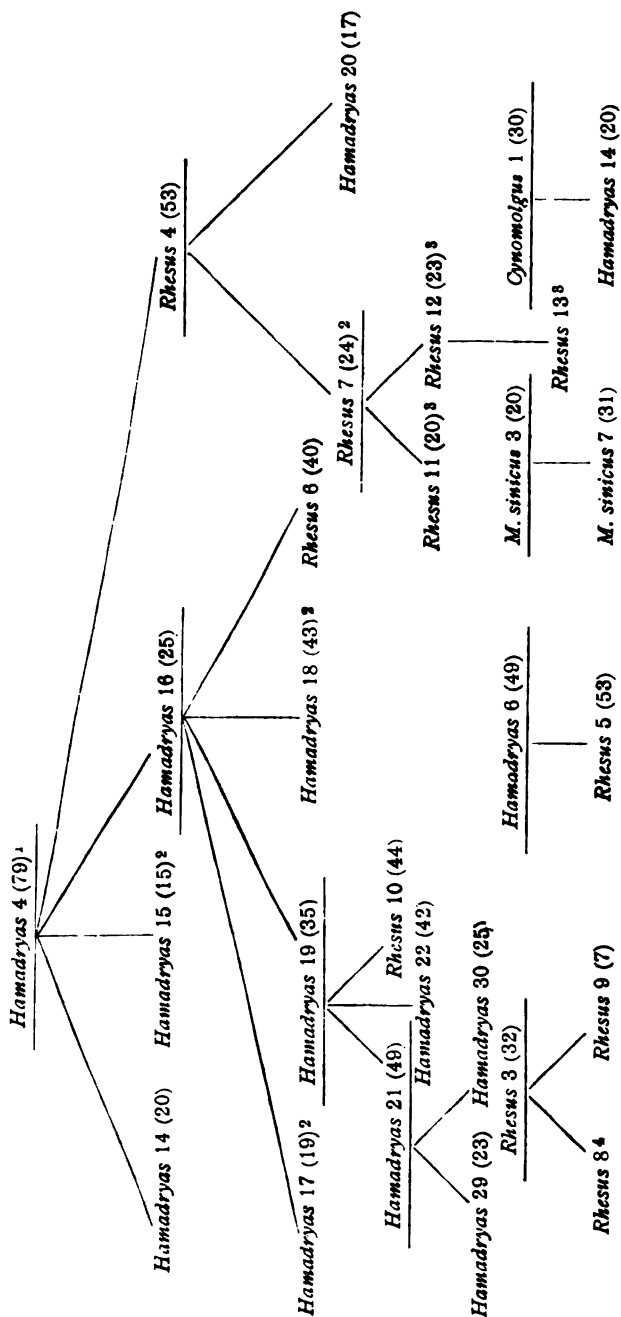 Hamadryas 4 (79)¹
Hamadryas 14 (20)
Hamadryas 15 (15)²
Hamadryas 16 (25)
Rhesus 4 (53)
Hamadryas 17 (19)²
Hamadryas 19 (35)
Hamadryas 18 (43)²
Rhesus 6 (40)
Rhesus 7 (24)²
Hamadryas 20 (17)
Hamadryas 21 (49)
Hamadryas 22 (42)
Rhesus 10 (44)
Rhesus 11 (20)³
Rhesus 12 (23)³
Hamadryas 29 (23)
Hamadryas 30 (25)
Rhesus 13³
Rhesus 3 (32)
Hamadryas 6 (49)
M. sinicus 3 (20)
Cynomolgus 1 (30)
Rhesus 8⁴
Rhesus 9 (7)
Rhesus 5 (53)
M. sinicus 7 (31)
Hamadryas 14 (20)